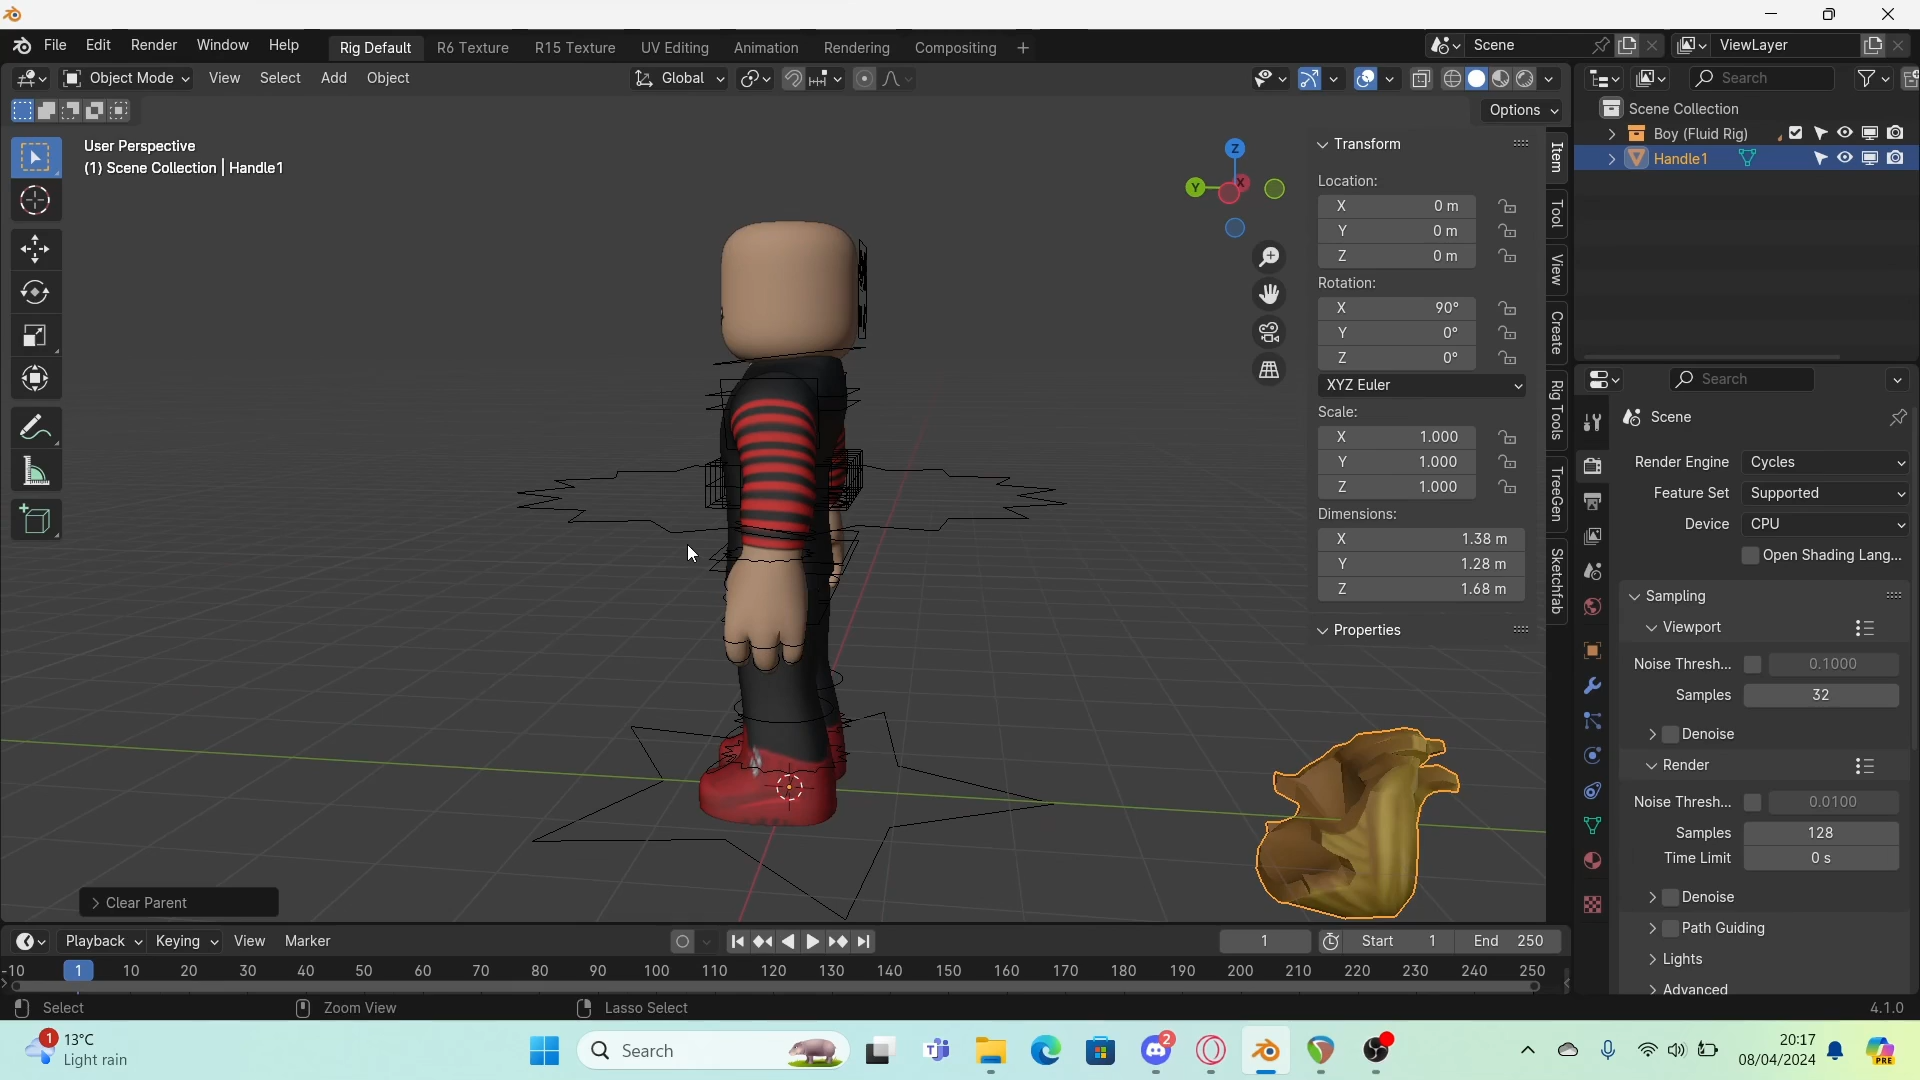 File Edit Render Window Help Rig Default R6 Texture R15 Texture UV Editing Animation Rendering Compositing + Scene ViewLayer
Object Mode View Select Add Object Global Search
Options
User Perspective
(1) Scene Collection | Handle1
Scene Collection
Boy (Fluid Rig)
Handle1
Z
Y
X
Transform
Location:
X 0 m
Y 0 m
Z 0 m
Rotation:
X 90°
Y 0°
Z 0°
XYZ Euler
Scale:
X 1.000
Y 1.000
Z 1.000
Dimensions:
X 1.38 m
Y 1.28 m
Z 1.68 m
Properties
Item
Tool
View
Create
Rig Tools
TreeGen
Sketchfab
Search
Scene
Render Engine Cycles
Feature Set Supported
Device CPU
Open Shading Lang...
Sampling
Viewport
Noise Thresh... 0.1000
Samples 32
Denoise
Render
Noise Thresh... 0.0100
Samples 128
Time Limit 0 s
Denoise
Path Guiding
Lights
Advanced
Clear Parent
Playback Keying View Marker 1 Start 1 End 250
-10 1 10 20 30 40 50 60 70 80 90 100 110 120 130 140 150 160 170 180 190 200 210 220 230 240 250
Select Zoom View Lasso Select 4.1.0
1 13°C
Light rain
Search
2
20:17
08/04/2024
PRE